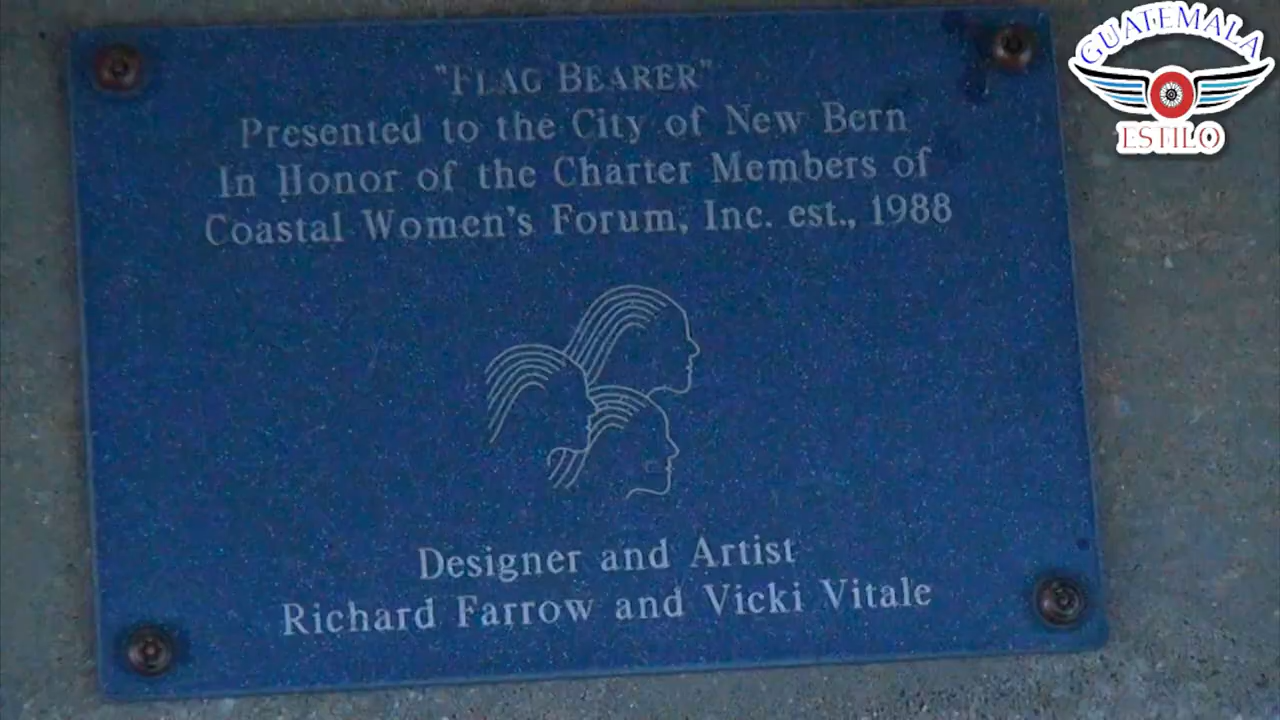 "FLAG BEARER"
Presented to the City of New Bern
In Honor of the Charter Members of
Coastal Women's Forum, Inc. est., 1988
Designer and Artist
Richard Farrow and Vicki Vitale
GUATEMALA
ESTILO